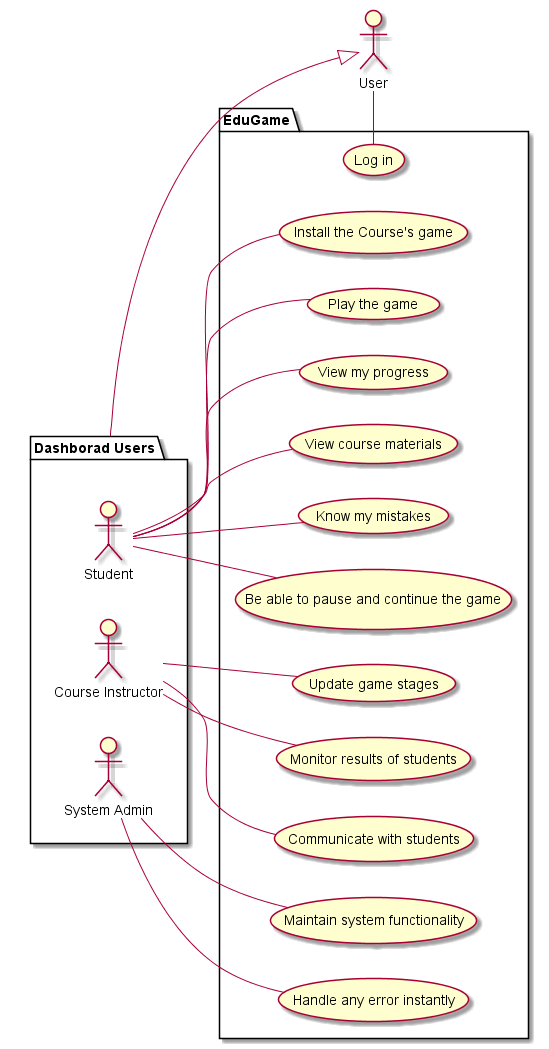 User
EduGame
Log in
Install the Course's game
Play the game
View my progress
Dashborad Users
View course materials
Know my mistakes
Student
Be able to pause and continue the game
Course Instructor
Update game stages
Monitor results of students
System Admin
Communicate with students
Maintain system functionality
Handle any error instantly